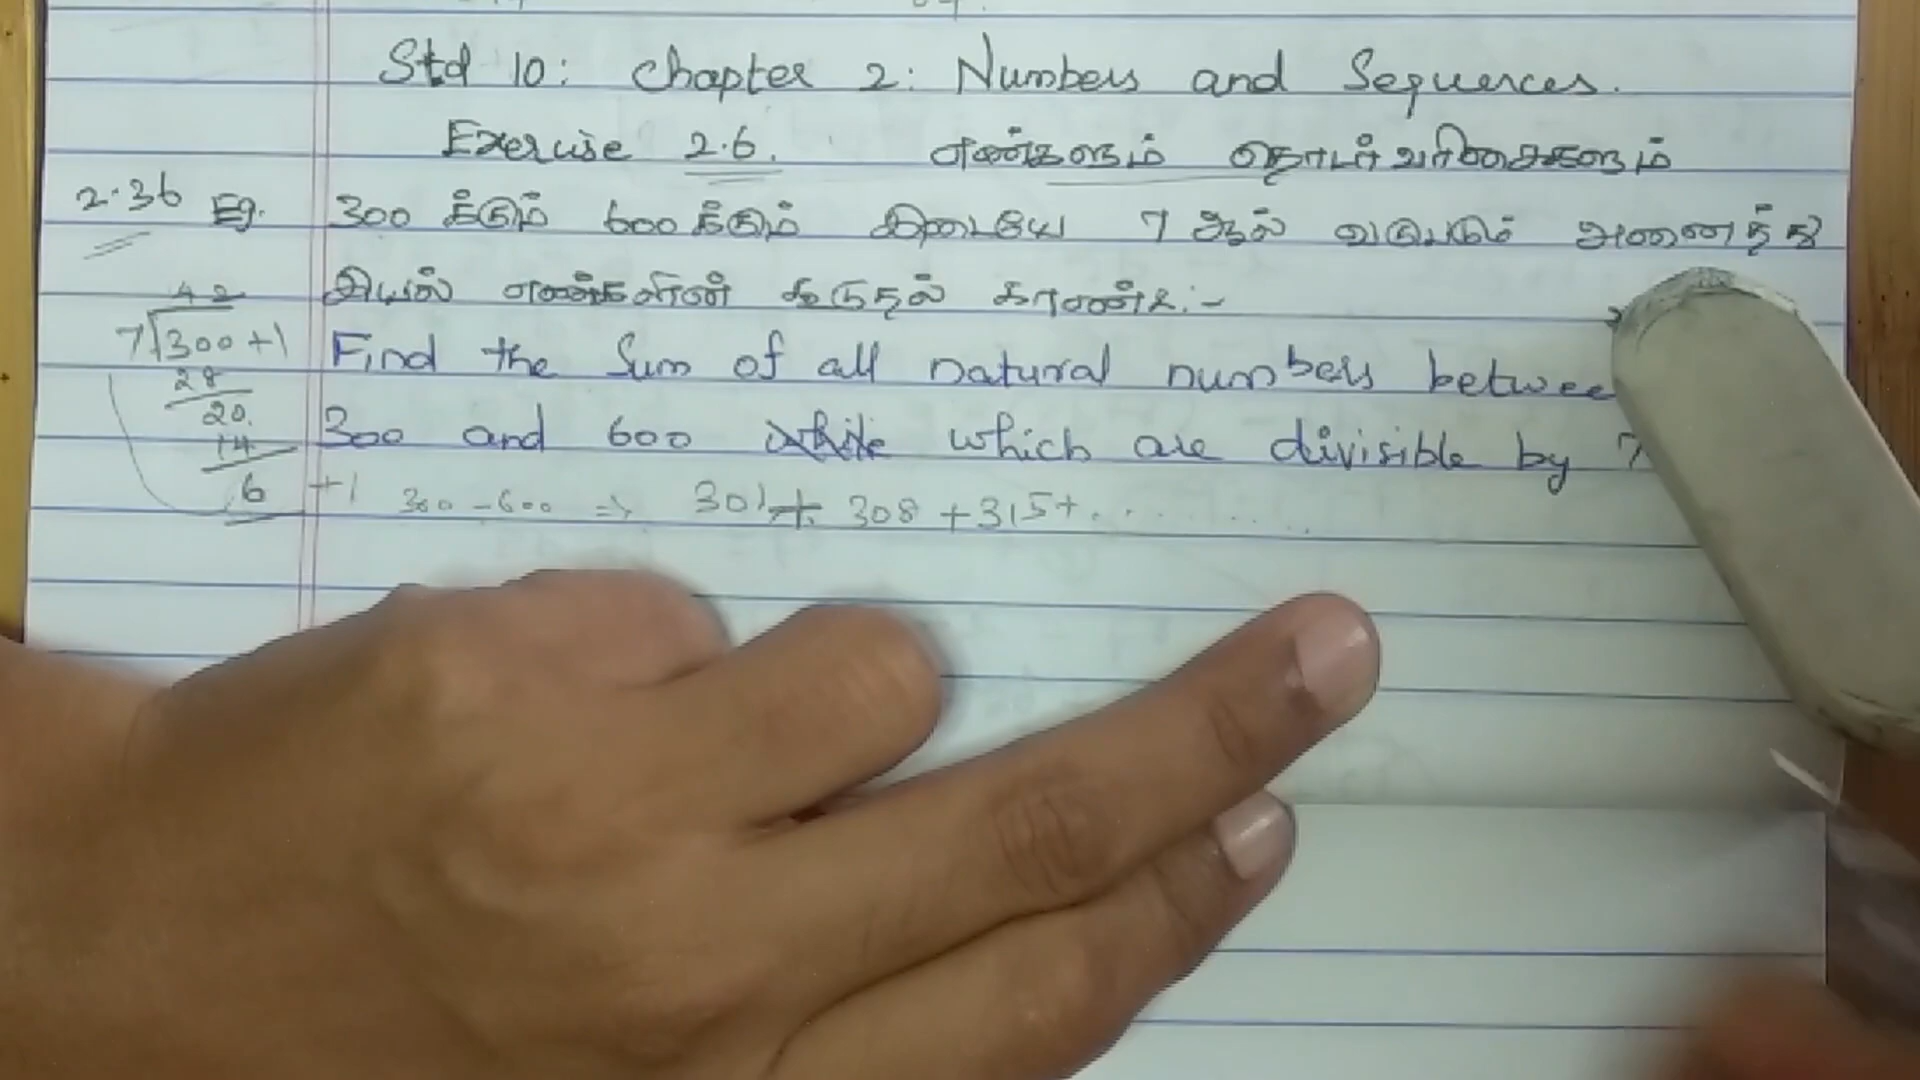 Std 10: Chapter 2: Numbers and Sequences.
Exercise 2.6. எண்களும் தொடர்வரிசைகளும்
2.36 Eg. 300 க்கும் 600க்கும் இடையே 7 ஆல் வகுபடும் அனைத்து
இயல் எண்களின் கூடுதல் காண்க:-
42
7 300+1 Find the Sum of all natural numbers betwee
28
20. 300 and 600 which are divisible by 7
14
6 +1 300-600 ⇒ 301+ 308 +315+.......